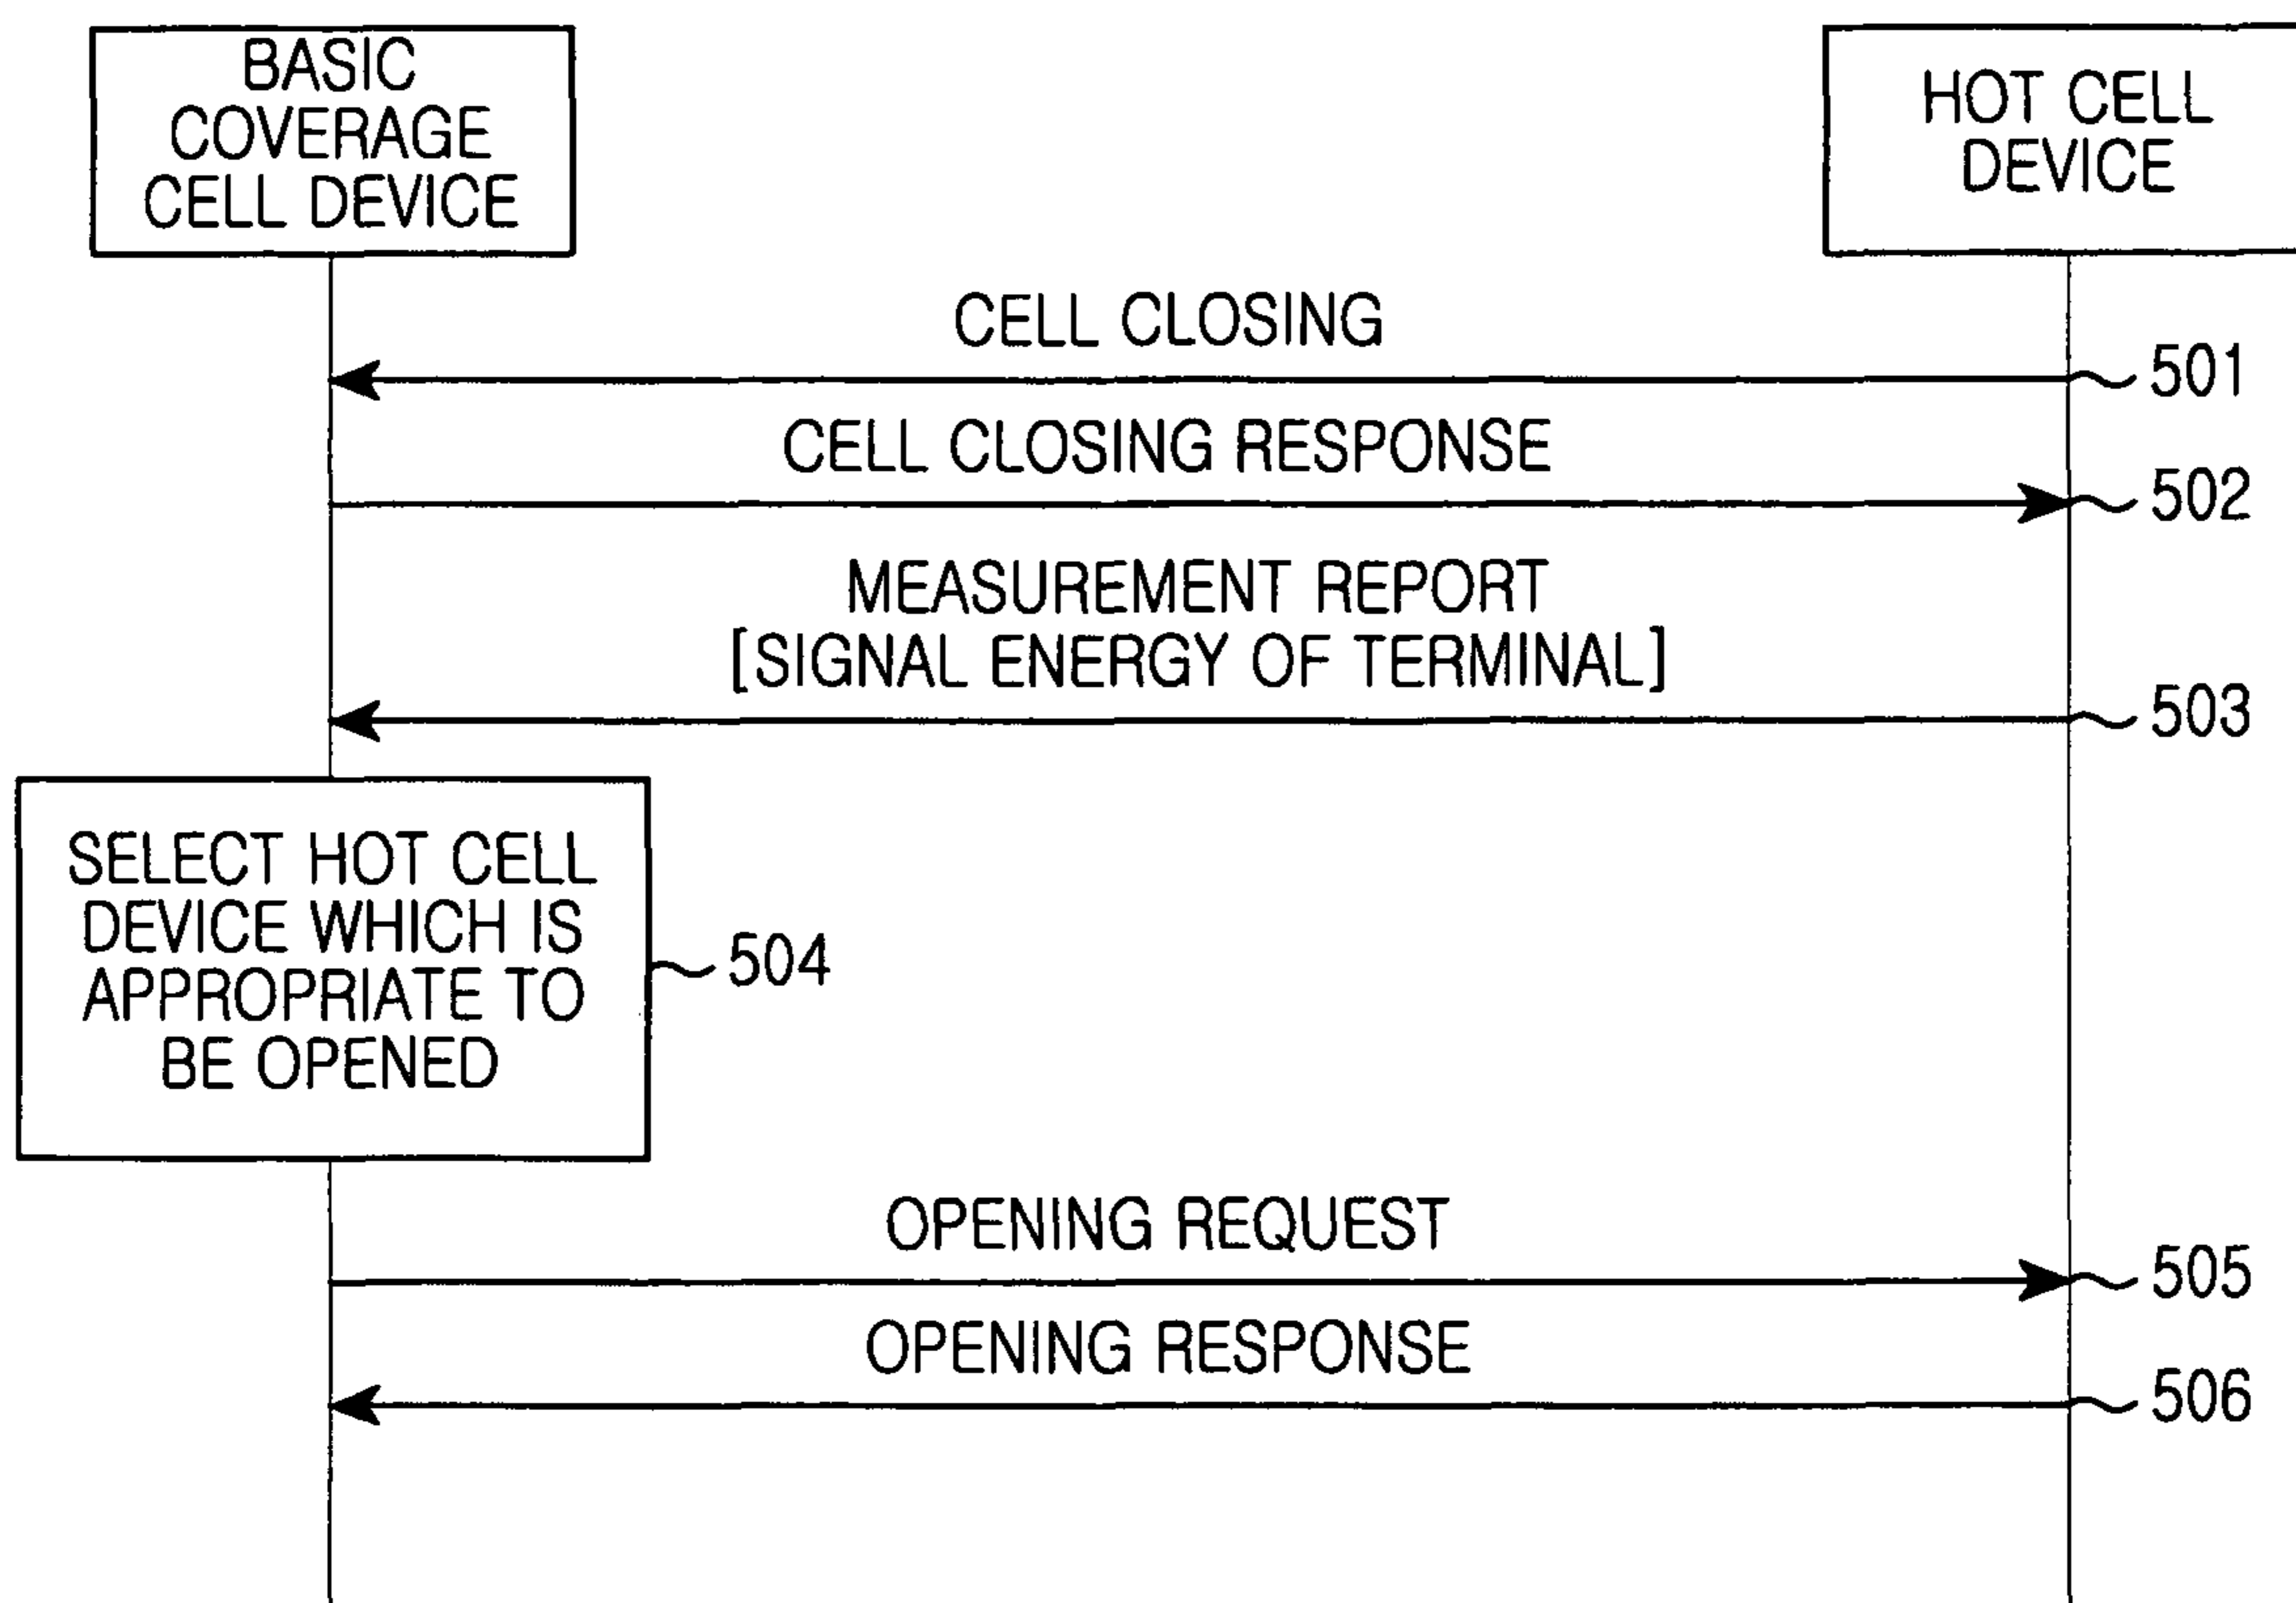 BASIC
COVERAGE
CELL DEVICE
HOT CELL
DEVICE
CELL CLOSING
501
CELL CLOSING RESPONSE
502
MEASUREMENT REPORT
[SIGNAL ENERGY OF TERMINAL]
503
SELECT HOT CELL
DEVICE WHICH IS
APPROPRIATE TO
BE OPENED
504
OPENING REQUEST
505
OPENING RESPONSE
506